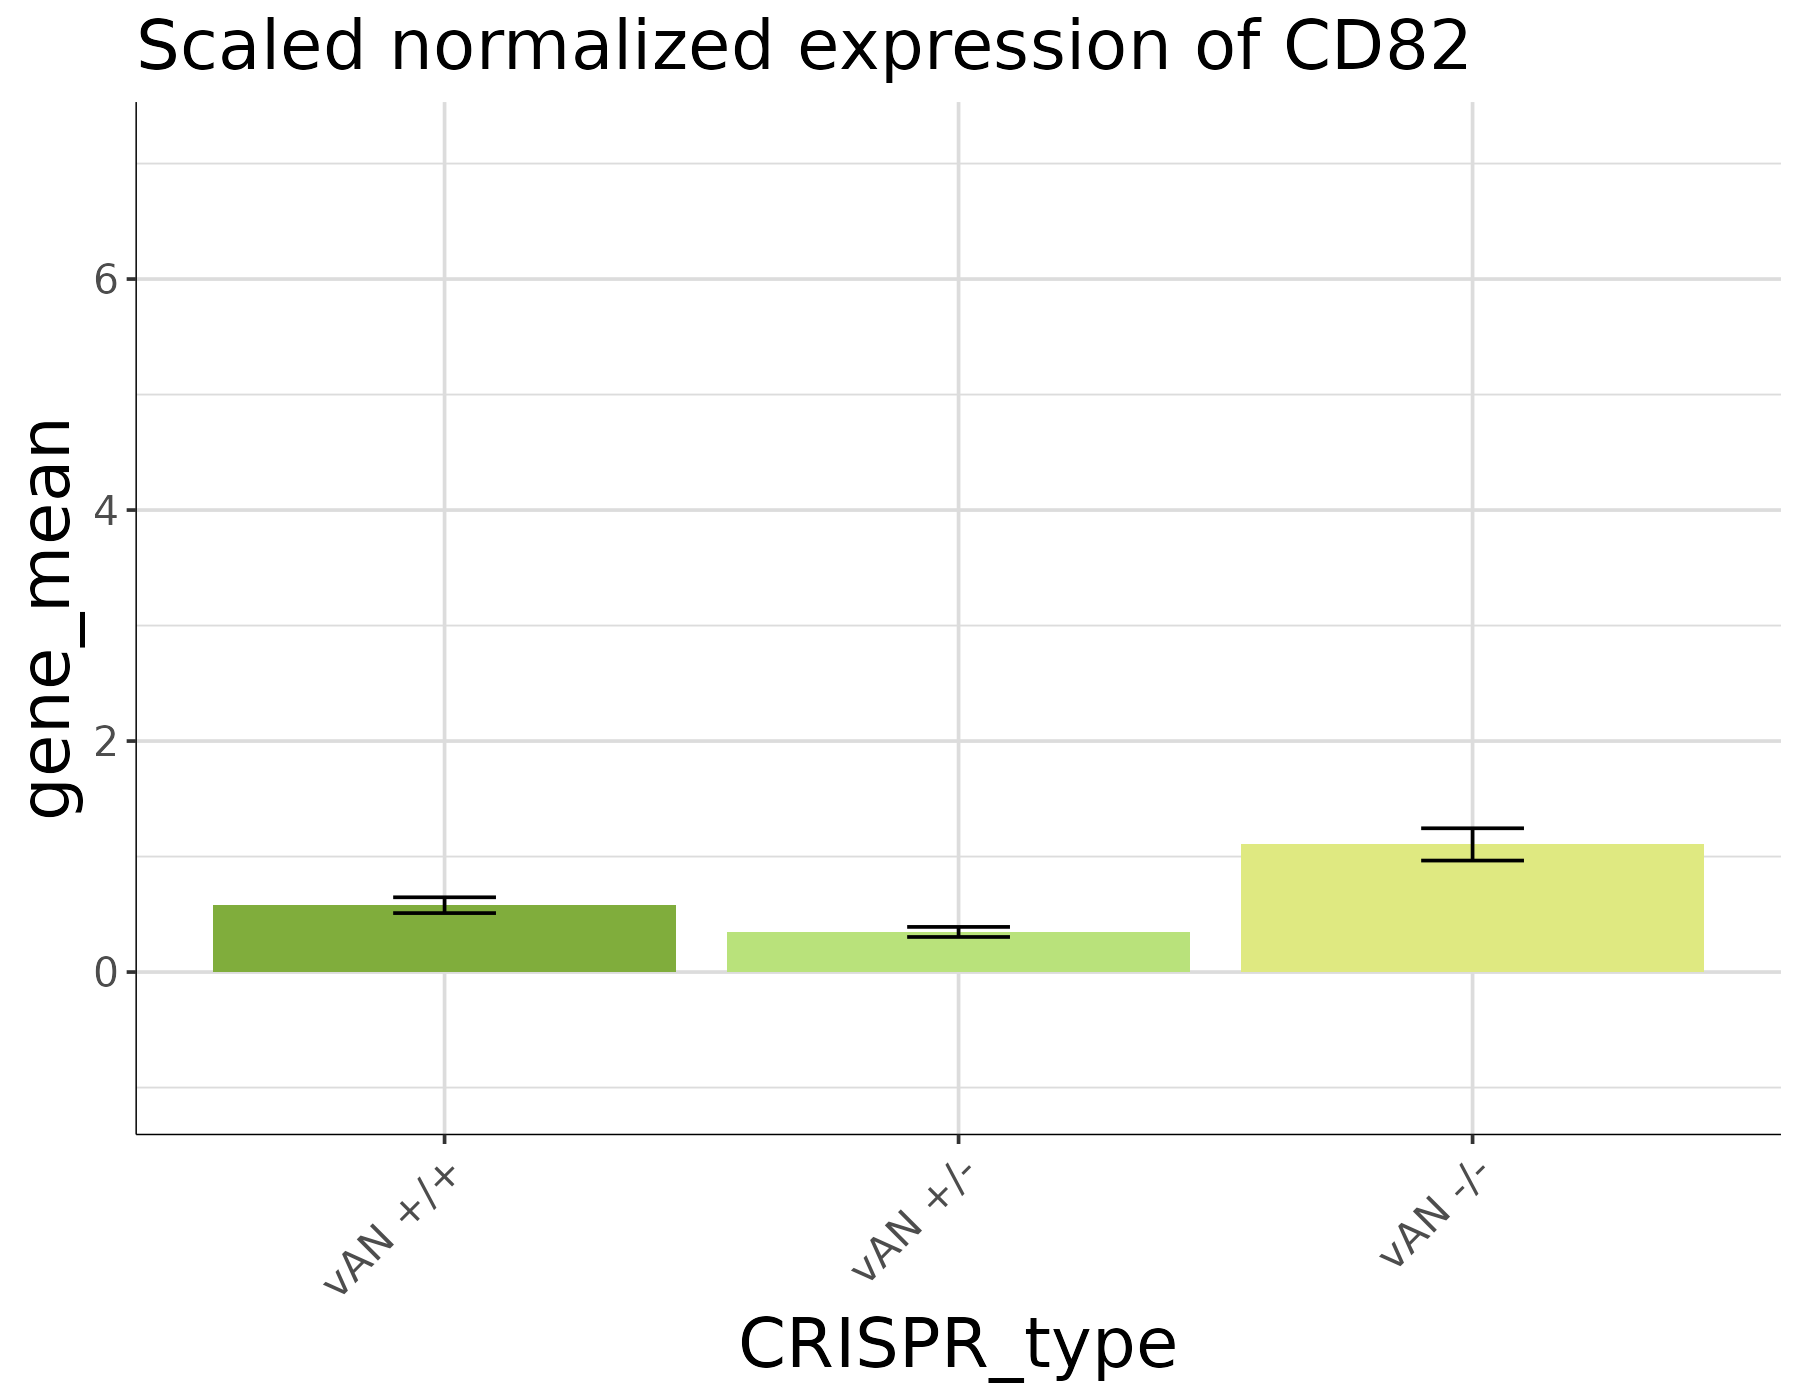 Scaled normalized expression of CD82
gene_mean
6
4
2
0
vAN +/+
vAN +/-
vAN -/-
CRISPR_type